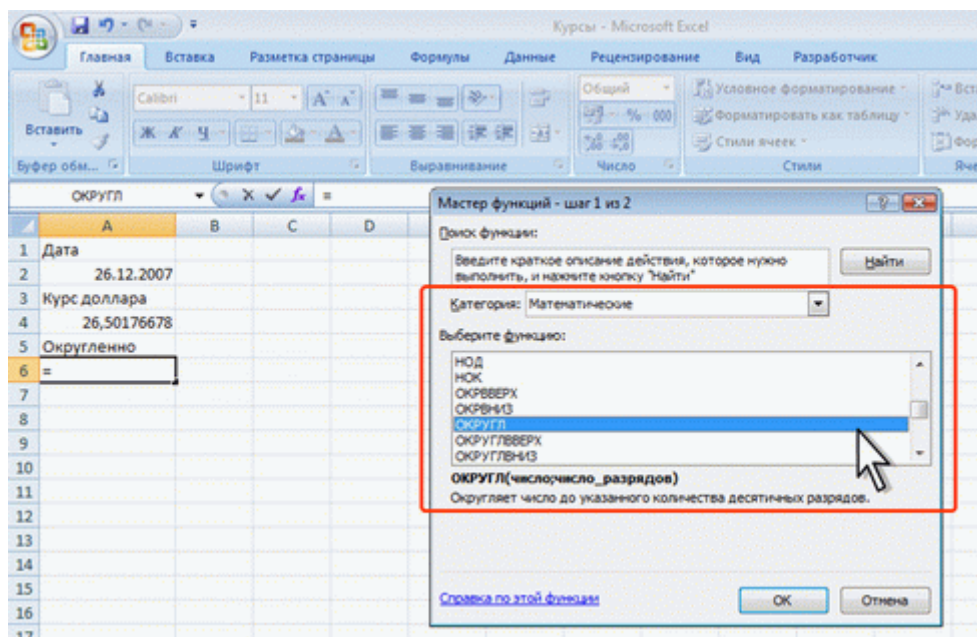 Курсы - Microsoft Excel
Главная Вставка Разметка страницы Формулы Данные Рецензирование Вид Разработчик
Calibri 11 Общий Условное форматирование
% 000 Форматировать как таблицу
Вставить Ж К Ч Стили ячеек
Буфер обм... Шрифт Выравнивание Число Стили
ОКРУГЛ fx =
A B C D
1 Дата
2 26.12.2007
3 Курс доллара
4 26,50176678
5 Округленно
6 =
7
8
9
10
11
12
13
14
15
16
17
Мастер функций - шаг 1 из 2
Поиск функции:
Введите краткое описание действия, которое нужно
выполнить, и нажмите кнопку "Найти"
Найти
Категория: Математические
Выберите функцию:
НОД
НОК
ОКРВВЕРХ
ОКРВНИЗ
ОКРУГЛ
ОКРУГЛВВЕРХ
ОКРУГЛВНИЗ
ОКРУГЛ(число;число_разрядов)
Округляет число до указанного количества десятичных разрядов.
Справка по этой функции
ОК Отмена